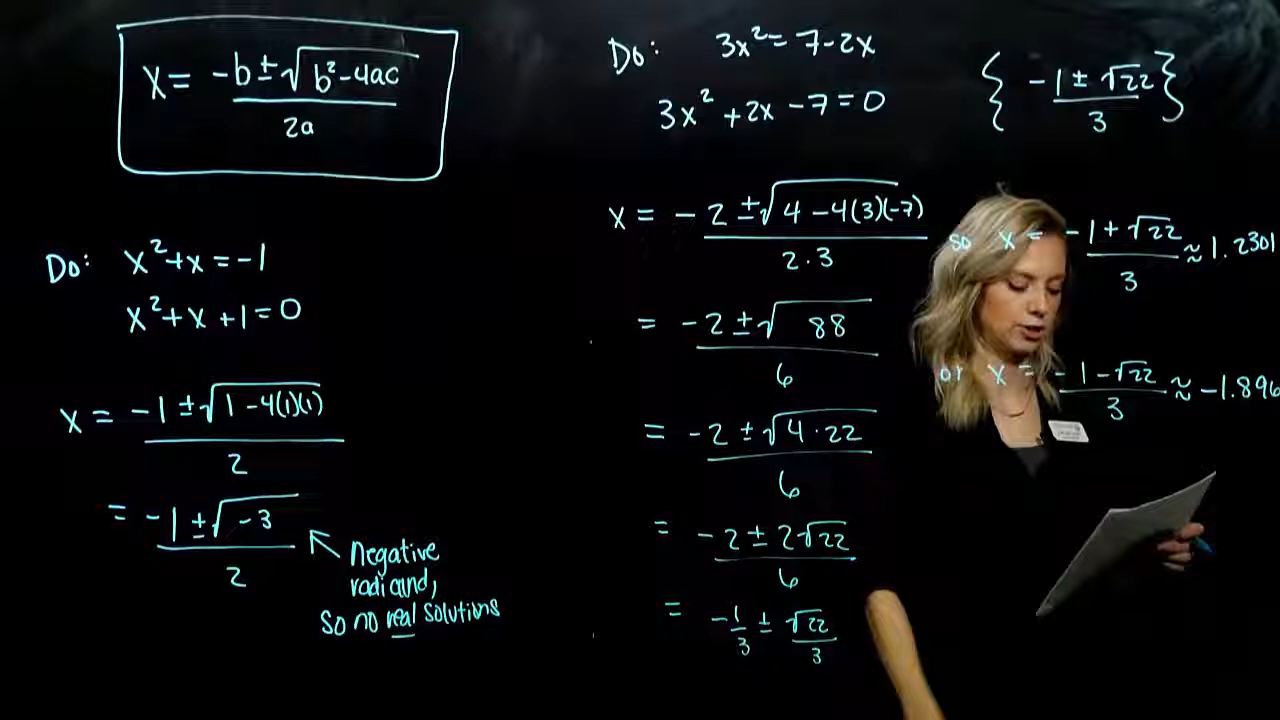 x = -b ± √b² - 4ac / 2a
Do: x² + x = -1
x² + x + 1 = 0
x = -1 ± √1 - 4(1)(1) / 2
= -1 ± √-3 / 2
Negative
radicand,
so no real solutions
Do: 3x² = 7 - 2x
3x² + 2x - 7 = 0
x = -2 ± √4 - 4(3)(-7) / 2·3
= -2 ± √88 / 6
= -2 ± √4·22 / 6
= -2 ± 2√22 / 6
= -1/3 ± √22/3
{ -1 ± √22 / 3 }
so x = -1 + √22 / 3 ≈ 1.2301
or x = -1 - √22 / 3 ≈ -1.896